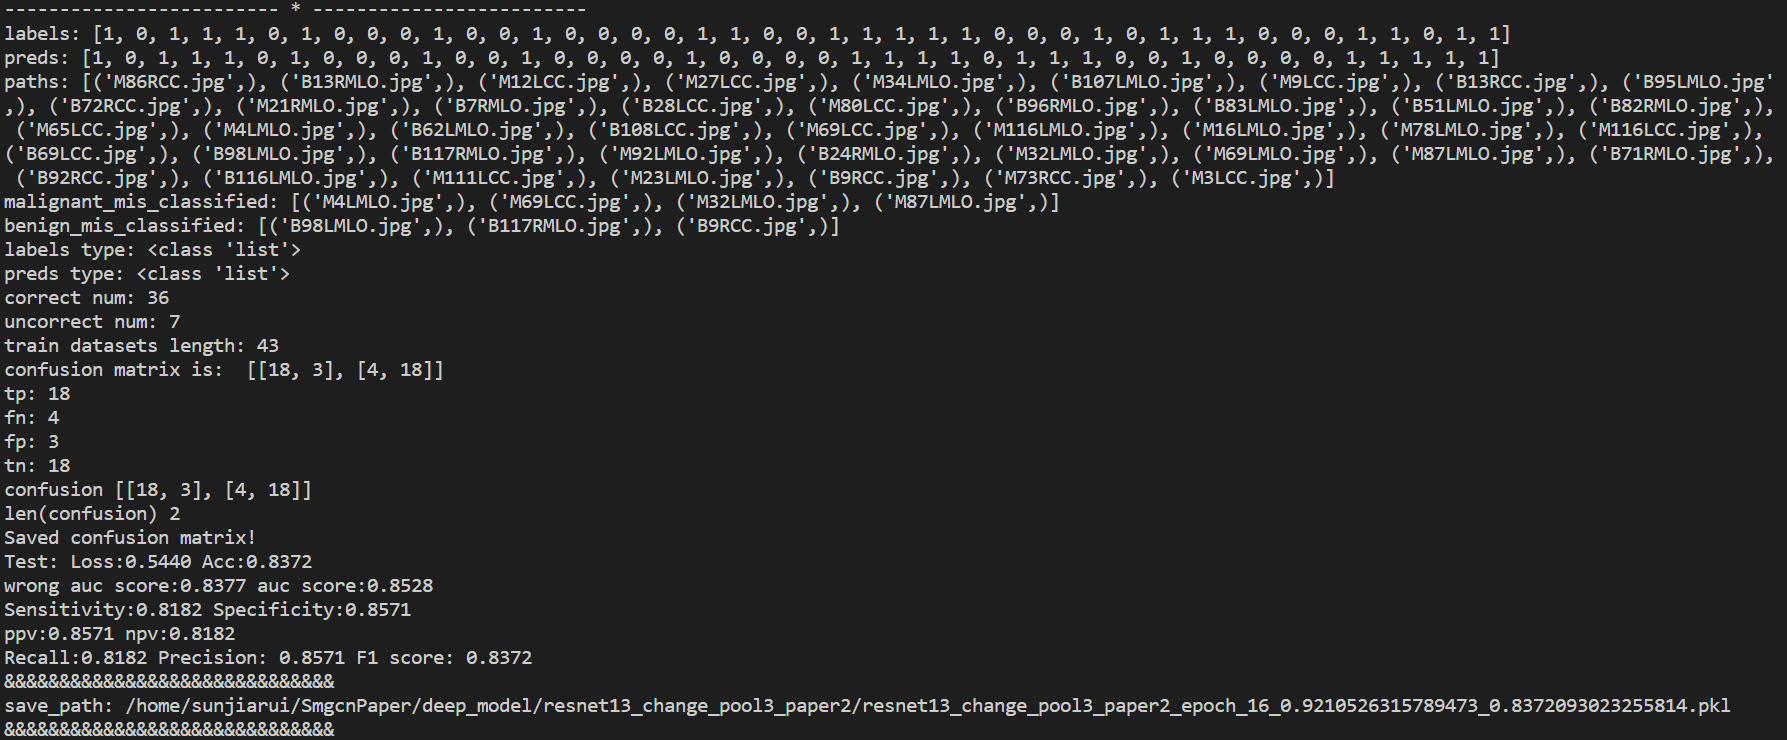 ------------------------- * -------------------------
labels: [1, 0, 1, 1, 1, 0, 1, 0, 0, 0, 1, 0, 0, 1, 0, 0, 0, 0, 1, 1, 0, 0, 1, 1, 1, 1, 1, 0, 0, 0, 1, 0, 1, 1, 1, 0, 0, 0, 1, 1, 0, 1, 1]
preds: [1, 0, 1, 1, 1, 0, 1, 0, 0, 0, 1, 0, 0, 1, 0, 0, 0, 0, 1, 0, 0, 0, 0, 1, 1, 1, 1, 0, 1, 1, 1, 0, 0, 1, 0, 0, 0, 0, 1, 1, 1, 1, 1]
paths: [('M86RCC.jpg',), ('B13RMLO.jpg',), ('M12LCC.jpg',), ('M27LCC.jpg',), ('M34LMLO.jpg',), ('B107LMLO.jpg',), ('M9LCC.jpg',), ('B13RCC.jpg',), ('B95LMLO.jpg'
,), ('B72RCC.jpg',), ('M21RMLO.jpg',), ('B7RMLO.jpg',), ('B28LCC.jpg',), ('M80LCC.jpg',), ('B96RMLO.jpg',), ('B83LMLO.jpg',), ('B51LMLO.jpg',), ('B82RMLO.jpg',),
('M65LCC.jpg',), ('M4LMLO.jpg',), ('B62LMLO.jpg',), ('B108LCC.jpg',), ('M69LCC.jpg',), ('M116LMLO.jpg',), ('M16LMLO.jpg',), ('M78LMLO.jpg',), ('M116LCC.jpg',),
('B69LCC.jpg',), ('B98LMLO.jpg',), ('B117RMLO.jpg',), ('M92LMLO.jpg',), ('B24RMLO.jpg',), ('M32LMLO.jpg',), ('M69LMLO.jpg',), ('M87LMLO.jpg',), ('B71RMLO.jpg',),
('B92RCC.jpg',), ('B116LMLO.jpg',), ('M111LCC.jpg',), ('M23LMLO.jpg',), ('B9RCC.jpg',), ('M73RCC.jpg',), ('M3LCC.jpg',)]
malignant_mis_classified: [('M4LMLO.jpg',), ('M69LCC.jpg',), ('M32LMLO.jpg',), ('M87LMLO.jpg',)]
benign_mis_classified: [('B98LMLO.jpg',), ('B117RMLO.jpg',), ('B9RCC.jpg',)]
labels type: <class 'list'>
preds type: <class 'list'>
correct num: 36
uncorrect num: 7
train datasets length: 43
confusion matrix is:  [[18, 3], [4, 18]]
tp: 18
fn: 4
fp: 3
tn: 18
confusion [[18, 3], [4, 18]]
len(confusion) 2
Saved confusion matrix!
Test: Loss:0.5440 Acc:0.8372
wrong auc score:0.8377 auc score:0.8528
Sensitivity:0.8182 Specificity:0.8571
ppv:0.8571 npv:0.8182
Recall:0.8182 Precision: 0.8571 F1 score: 0.8372
&&&&&&&&&&&&&&&&&&&&&&&&&&&&&&
save_path: /home/sunjiarui/SmgcnPaper/deep_model/resnet13_change_pool3_paper2/resnet13_change_pool3_paper2_epoch_16_0.9210526315789473_0.8372093023255814.pkl
&&&&&&&&&&&&&&&&&&&&&&&&&&&&&&